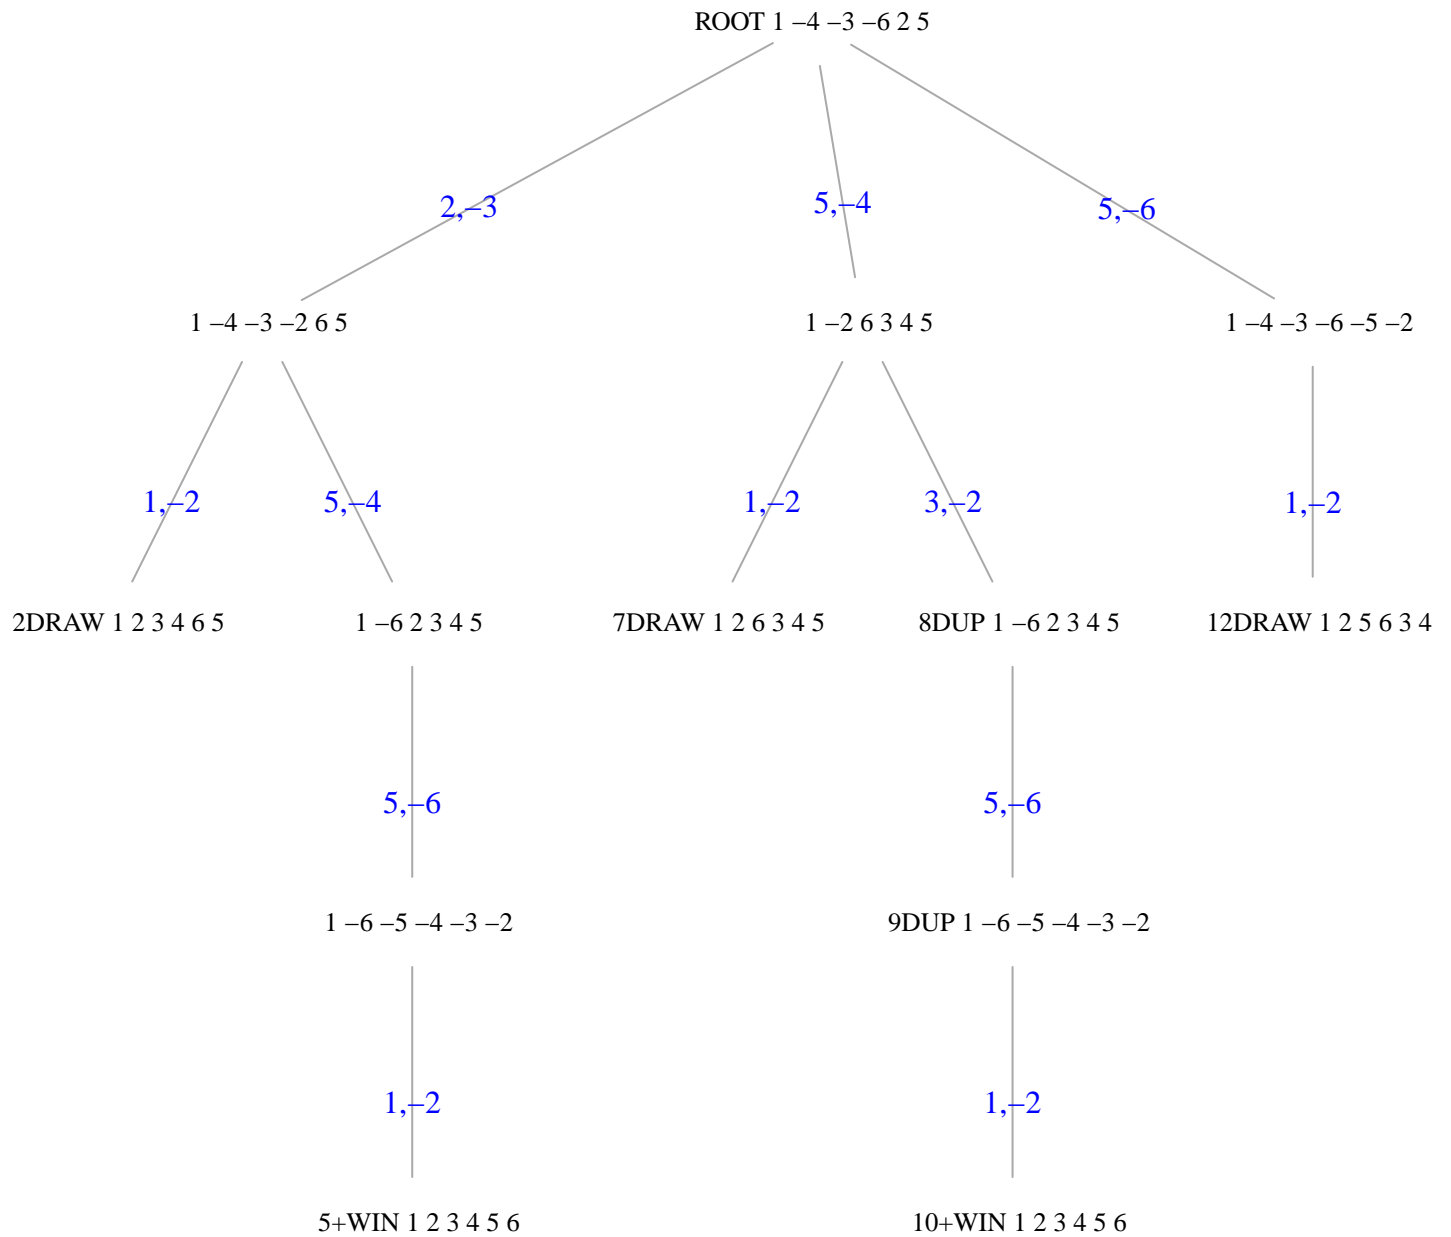 ROOT 1 –4 –3 –6 2 5
2,–3
5,–4
5,–6
1 –4 –3 –2 6 5
1 –2 6 3 4 5
1 –4 –3 –6 –5 –2
1,–2
5,–4
1,–2
3,–2
1,–2
2DRAW 1 2 3 4 6 5
1 –6 2 3 4 5
7DRAW 1 2 6 3 4 5
8DUP 1 –6 2 3 4 5
12DRAW 1 2 5 6 3 4
5,–6
5,–6
1 –6 –5 –4 –3 –2
9DUP 1 –6 –5 –4 –3 –2
1,–2
1,–2
5+WIN 1 2 3 4 5 6
10+WIN 1 2 3 4 5 6